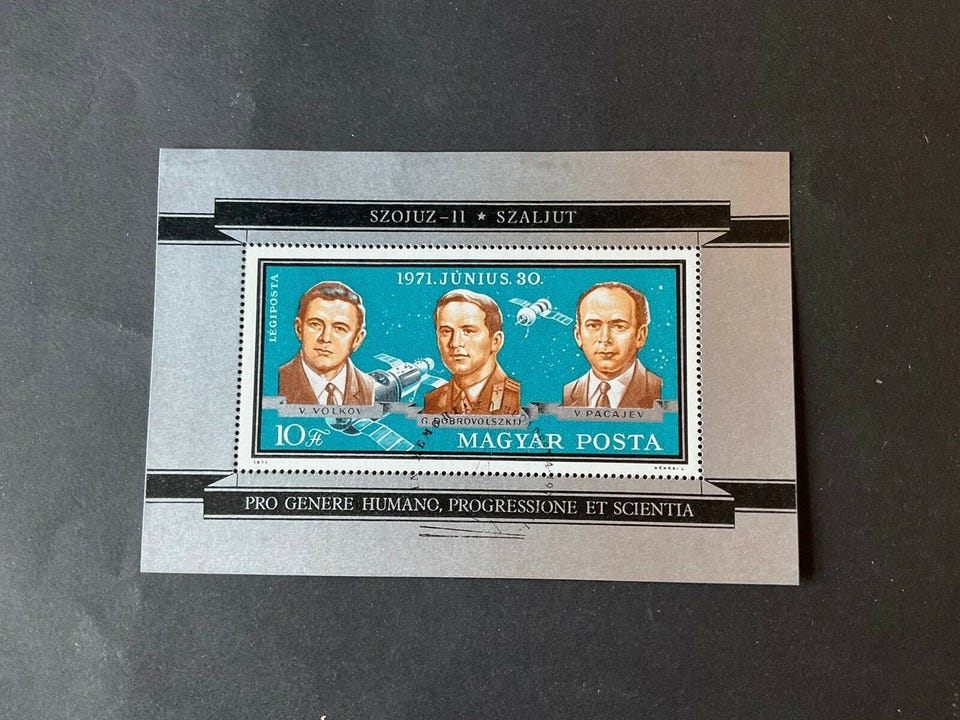 SZOJUZ-11 ★ SZALJUT
1971. JÚNIUS. 30.
LÉGIPOSTA
V. VOLKOV
G. DOBROVOLSZKIJ
V. PACAJEV
10 Ft
MAGYAR POSTA
1971
PRO GENERE HUMANO, PROGRESSIONE ET SCIENTIA